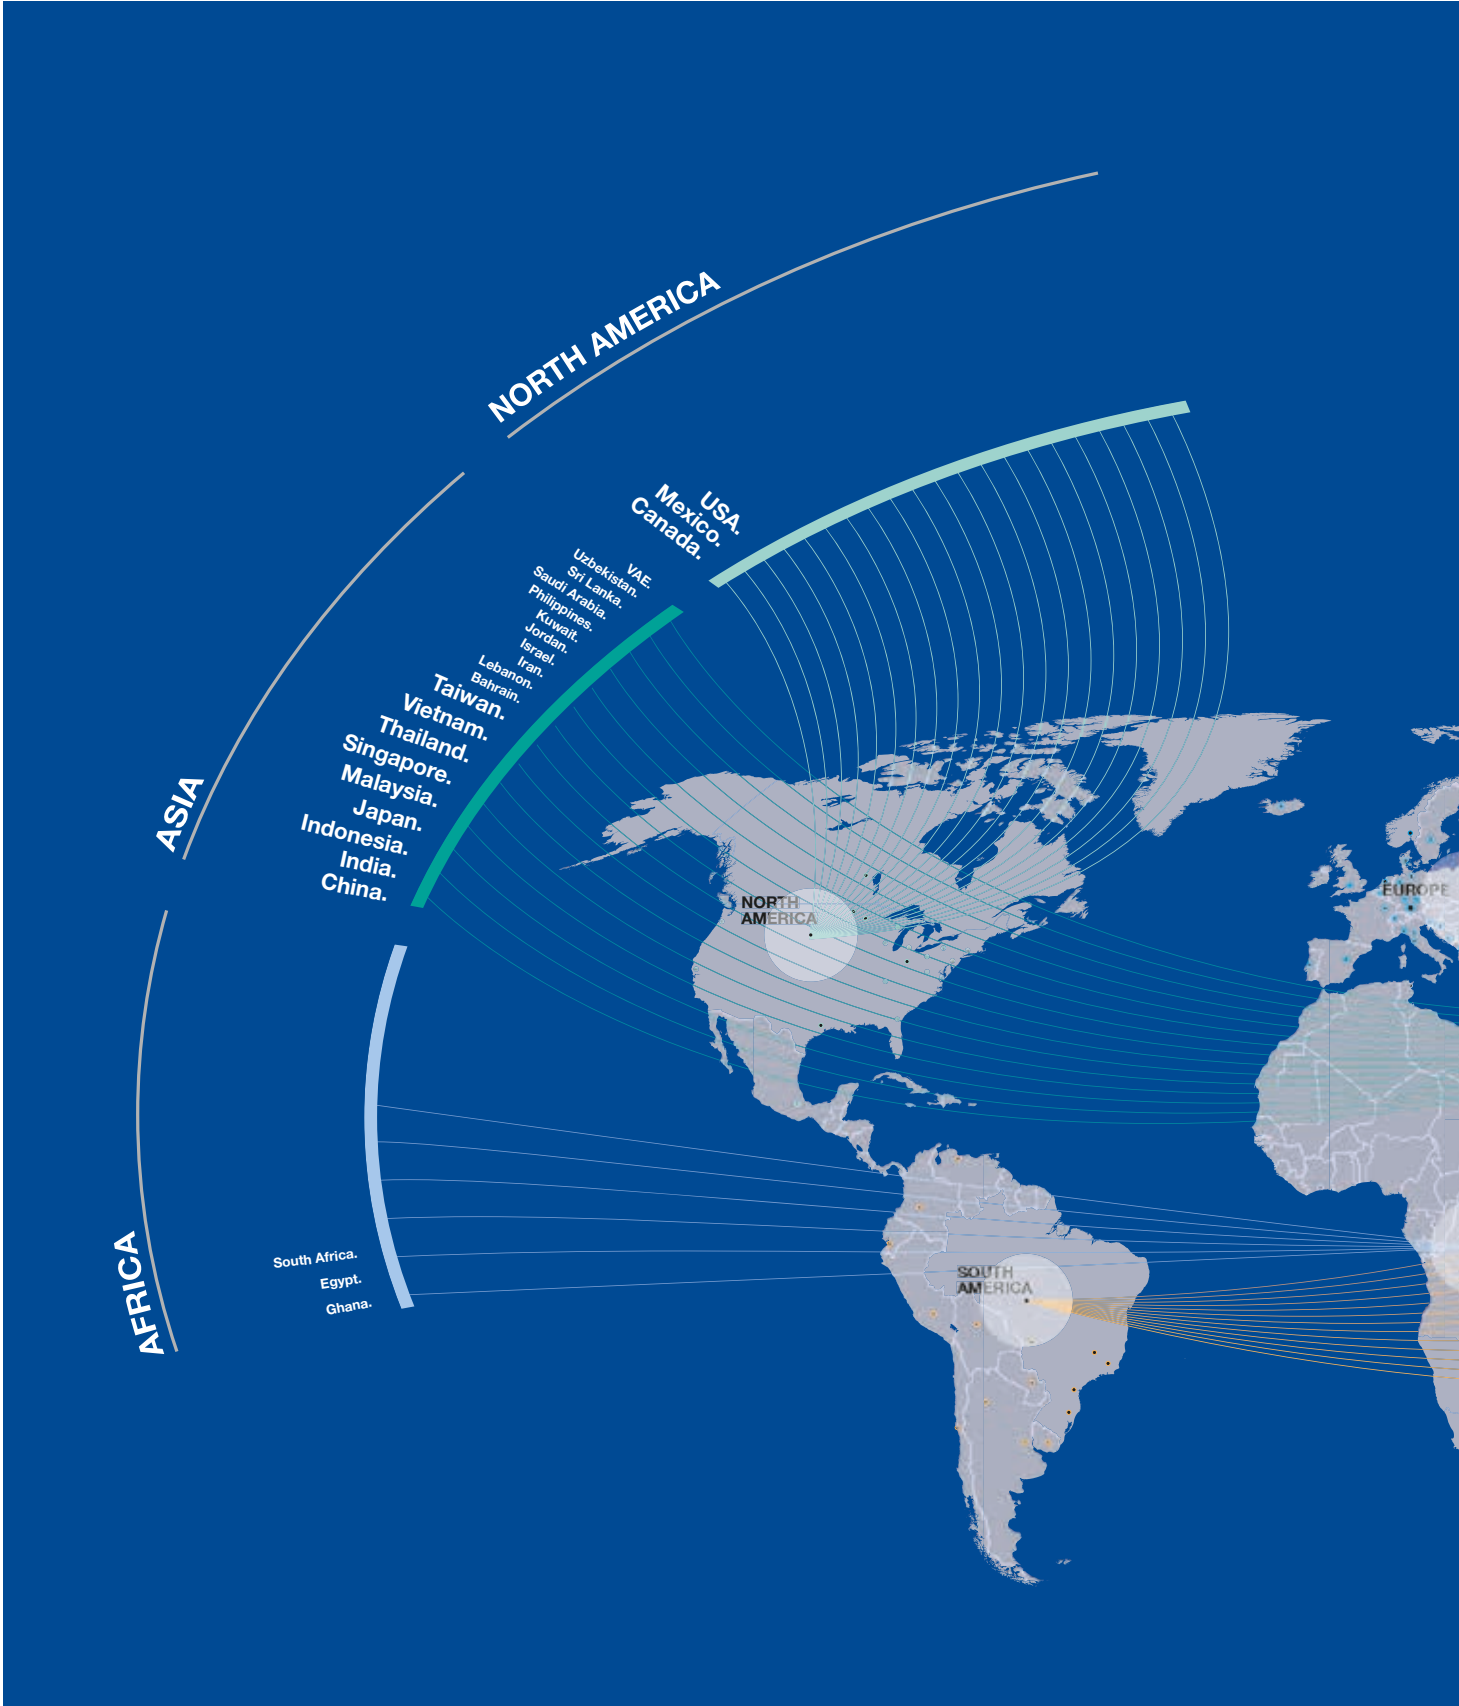 NORTH AMERICA
USA.
Mexico.
Canada.
ASIA
VAE.
Uzbekistan.
Sri Lanka.
Saudi Arabia.
Philippines.
Kuwait.
Jordan.
Israel.
Iran.
Lebanon.
Bahrain.
Taiwan.
Vietnam.
Thailand.
Singapore.
Malaysia.
Japan.
Indonesia.
India.
China.
AFRICA
South Africa.
Egypt.
Ghana.
NORTH
AMERICA
EUROPE
SOUTH
AMERICA